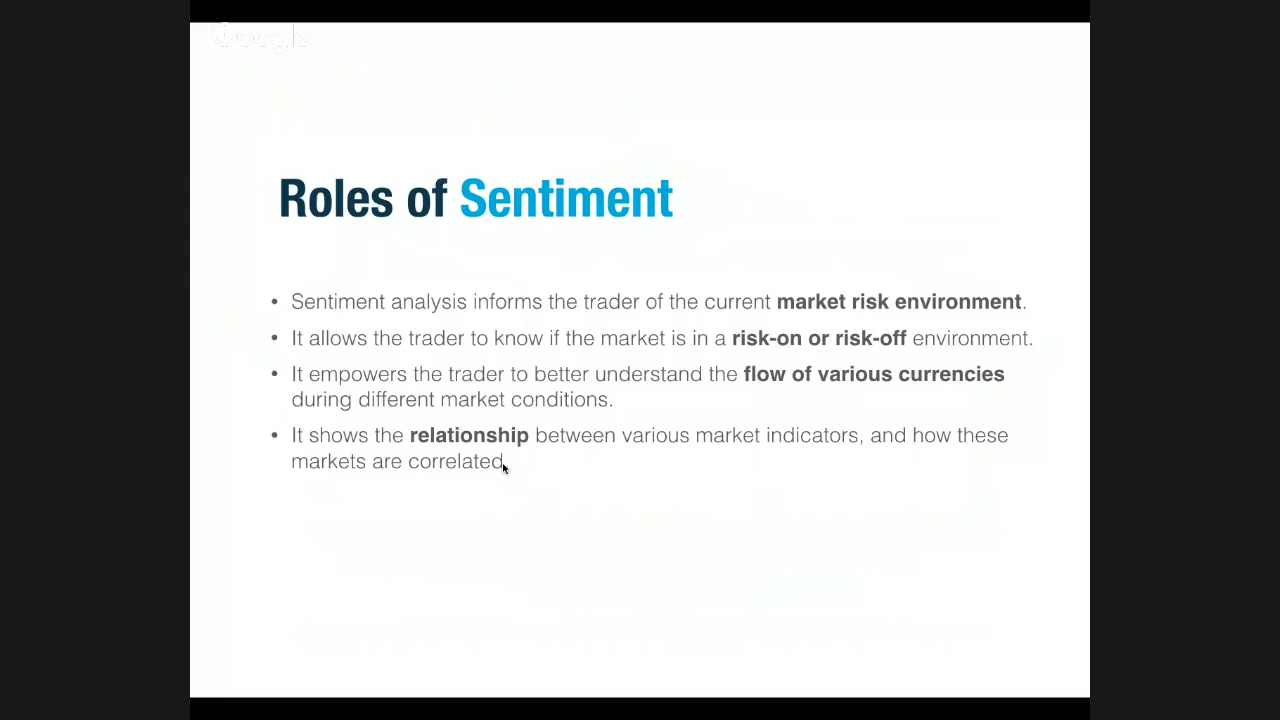 Google
Roles of Sentiment
• Sentiment analysis informs the trader of the current market risk environment.
• It allows the trader to know if the market is in a risk-on or risk-off environment.
• It empowers the trader to better understand the flow of various currencies
during different market conditions.
• It shows the relationship between various market indicators, and how these
markets are correlated